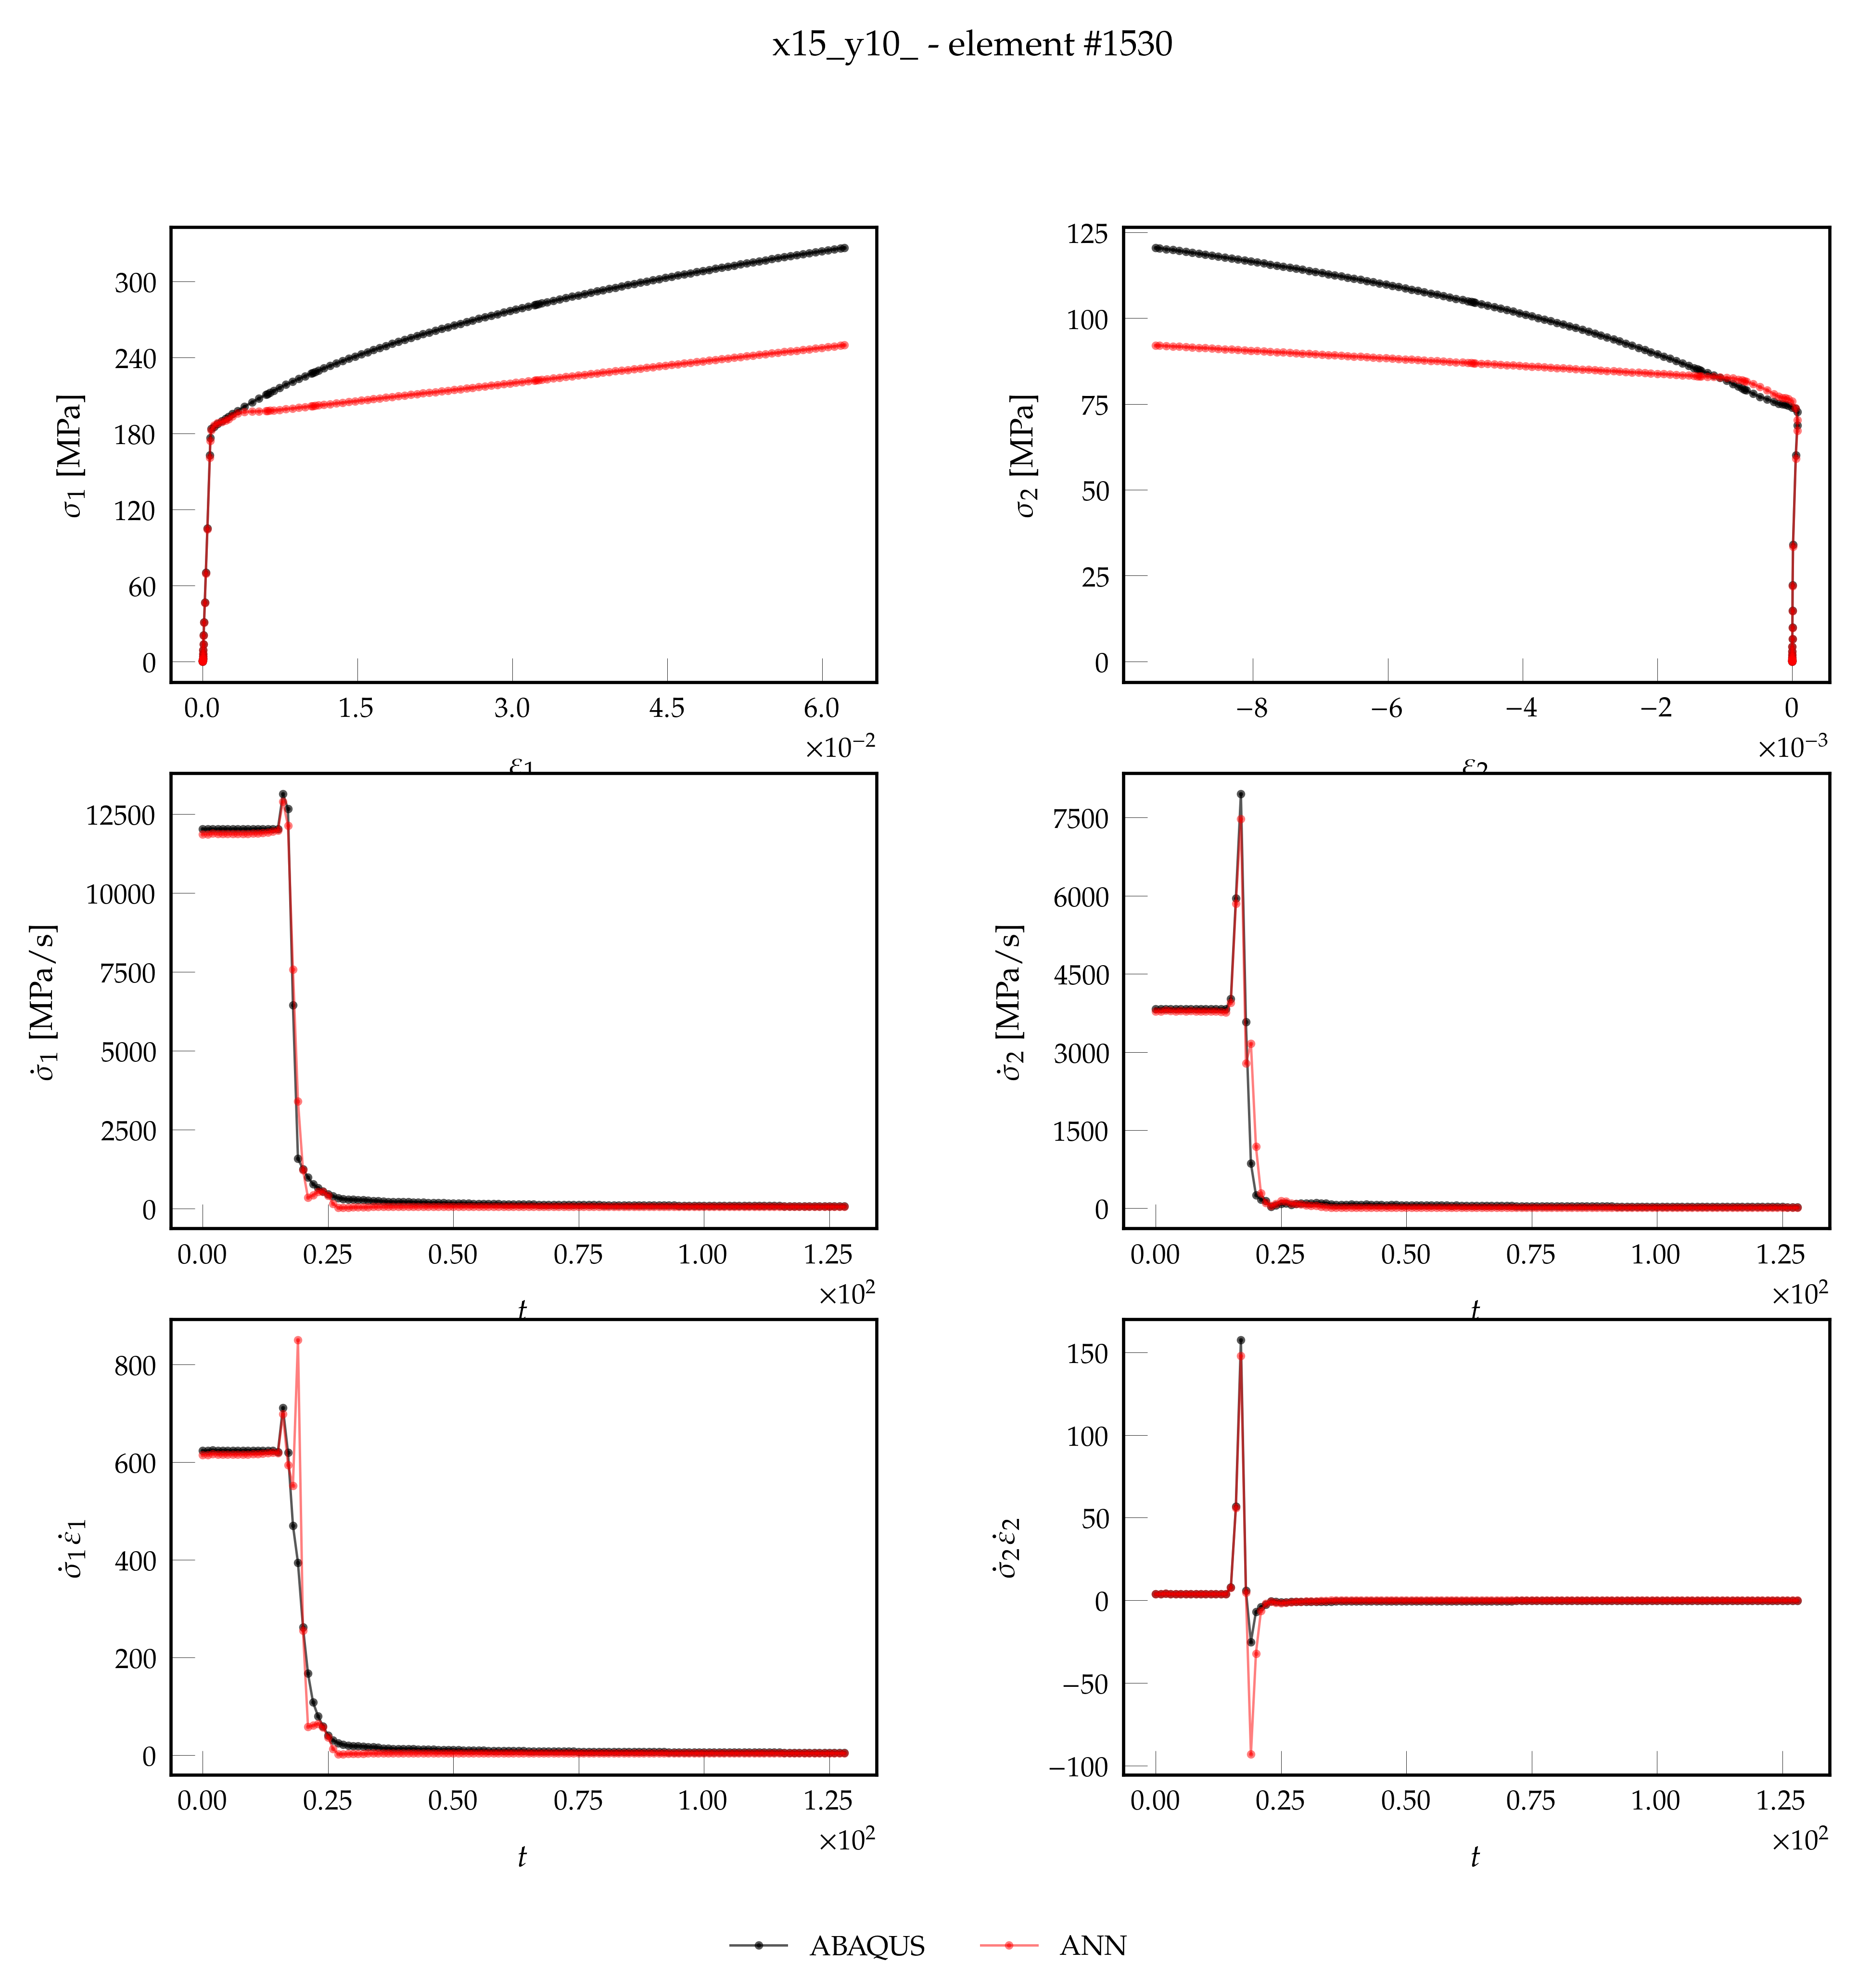 x15_y10_ - element #1530
σ₁ [MPa]
300
240
180
120
60
0
0.0 1.5 3.0 4.5 6.0
×10⁻²
ε₁
σ₂ [MPa]
125
100
75
50
25
0
−8 −6 −4 −2 0
×10⁻³
ε₂
σ̇₁ [MPa/s]
12500
10000
7500
5000
2500
0
0.00 0.25 0.50 0.75 1.00 1.25
×10²
t
σ̇₂ [MPa/s]
7500
6000
4500
3000
1500
0
0.00 0.25 0.50 0.75 1.00 1.25
×10²
t
σ̇₁ε̇₁
800
600
400
200
0
0.00 0.25 0.50 0.75 1.00 1.25
×10²
t
σ̇₂ε̇₂
150
100
50
0
−50
−100
0.00 0.25 0.50 0.75 1.00 1.25
×10²
t
ABAQUS ANN